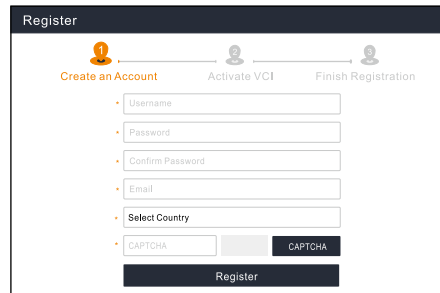 Register
1 2 3
Create an Account Activate VCI Finish Registration
Username
Password
Confirm Password
Email
Select Country
CAPTCHA CAPTCHA
Register